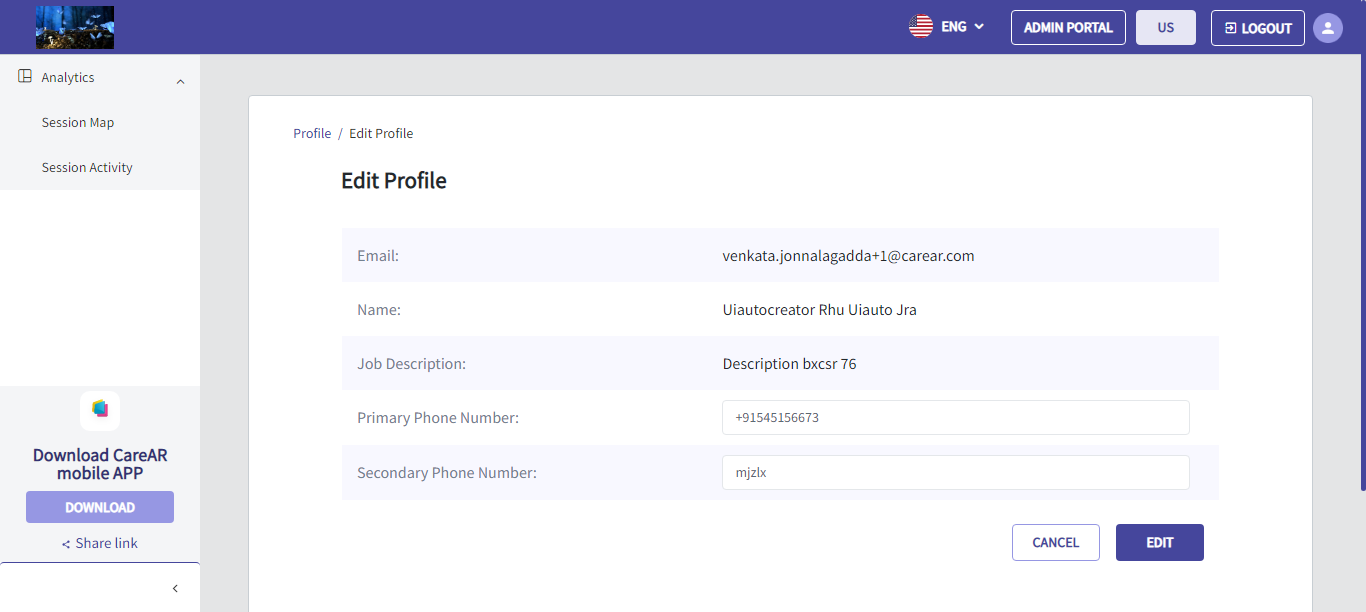 ENG
ADMIN PORTAL
US
LOGOUT
Analytics
Session Map
Session Activity
Download CareAR
mobile APP
DOWNLOAD
Share link
Profile / Edit Profile
Edit Profile
Email: venkata.jonnalagadda+1@carear.com
Name: Uiautocreator Rhu Uiauto Jra
Job Description: Description bxcsr 76
Primary Phone Number: +91545156673
Secondary Phone Number: mjzlx
CANCEL
EDIT